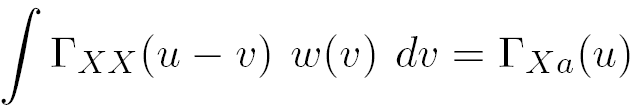 ∫ Γ_{XX}(u − v) w(v) dv = Γ_{Xa}(u)